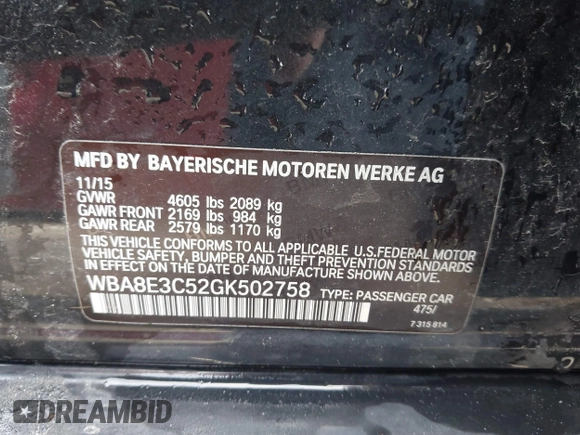 MFD BY BAYERISCHE MOTOREN WERKE AG
11/15
GVWR 4605 lbs 2089 kg
GAWR FRONT 2169 lbs 984 kg
GAWR REAR 2579 lbs 1170 kg
THIS VEHICLE CONFORMS TO ALL APPLICABLE U.S.FEDERAL MOTOR
VEHICLE SAFETY, BUMPER AND THEFT PREVENTION STANDARDS
IN EFFECT ON THE DATE OF MANUFACTURE SHOWN ABOVE.
WBA8E3C52GK502758 TYPE: PASSENGER CAR
475/
7 315 814
DREAMBID